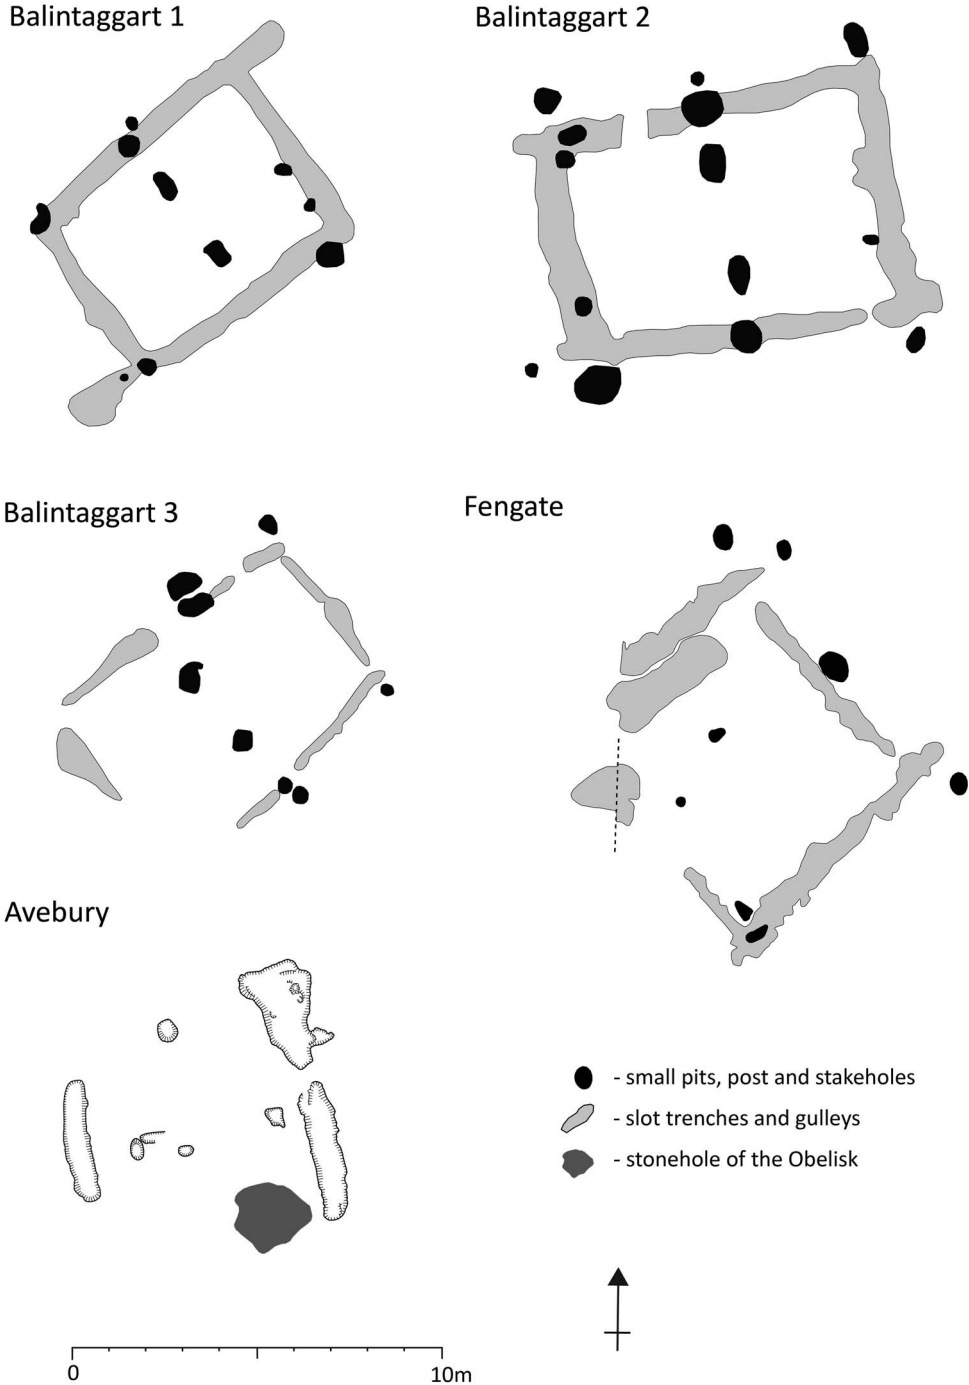 Balintaggart 1
Balintaggart 2
Balintaggart 3
Fengate
Avebury
- small pits, post and stakeholes
- slot trenches and gulleys
- stonehole of the Obelisk
0
10m